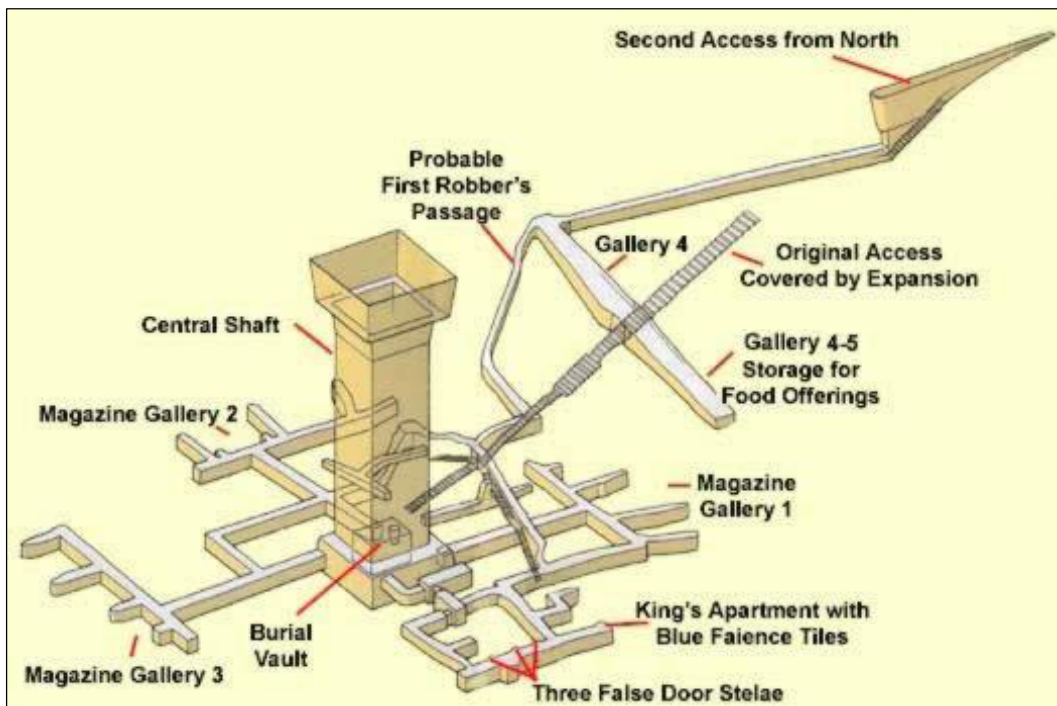 Second Access from North
Probable
First Robber's
Passage
Gallery 4
Original Access
Covered by Expansion
Central Shaft
Gallery 4-5
Storage for
Food Offerings
Magazine Gallery 2
Magazine
Gallery 1
King's Apartment with
Blue Faience Tiles
Burial
Vault
Magazine Gallery 3
Three False Door Stelae